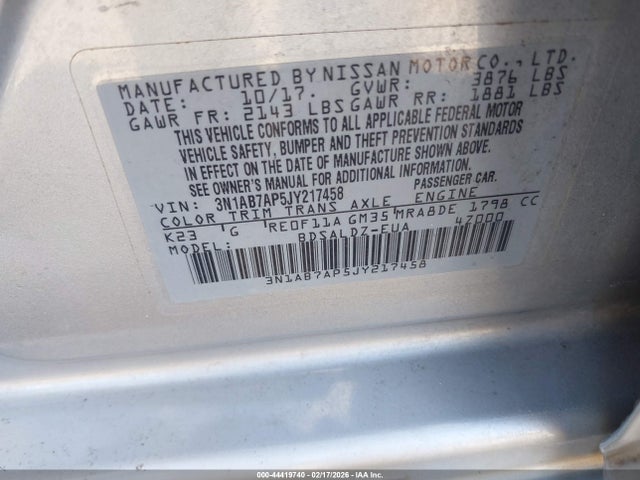 MANUFACTURED BY NISSAN MOTOR CO., LTD.
DATE: 10/17. GVWR: 3876 LBS
GAWR FR: 2143 LBS GAWR RR: 1881 LBS
THIS VEHICLE CONFORMS TO ALL APPLICABLE FEDERAL MOTOR
VEHICLE SAFETY, BUMPER AND THEFT PREVENTION STANDARDS
IN EFFECT ON THE DATE OF MANUFACTURE SHOWN ABOVE.
SEE OWNER'S MANUAL FOR ADDITIONAL INFORMATION.
VIN: 3N1AB7AP5JY217458 PASSENGER CAR.
COLOR TRIM TRANS AXLE ENGINE
K23 G RE0F11A GM35 MRA8DE 1798 CC
MODEL: BDSALDZ-EUA 47000
3N1AB7AP5JY217458
000-44419740 - 02/17/2026 - IAA Inc.